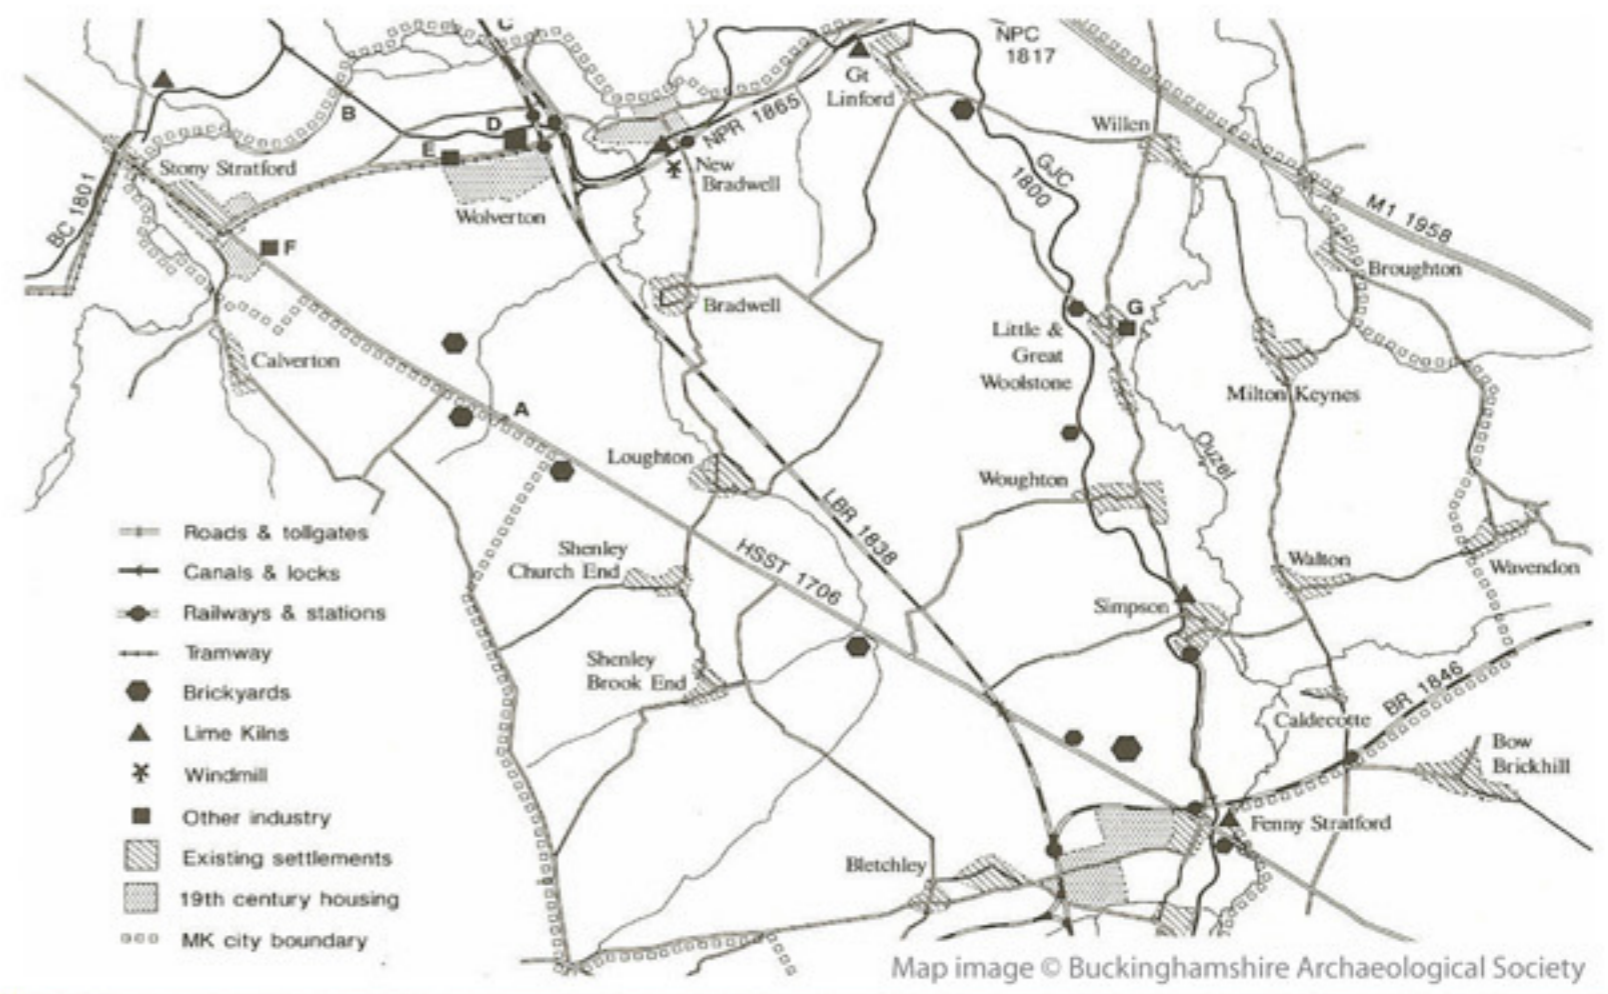 C
NPC
1817
Gt
Linford
B
D
NPR 1865
Willen
E
Stony Stratford
New
Bradwell
GJC
1800
M1 1958
BC 1801
Wolverton
F
Broughton
Bradwell
G
Little &
Great
Woolstone
Calverton
Milton Keynes
A
Loughton
Ouzel
Woughton
LBR 1838
Roads & tollgates
Shenley
Church End
HSST 1706
Walton
Wavendon
Canals & locks
Simpson
Railways & stations
Tramway
Shenley
Brook End
Brickyards
BR 1846
Caldecotte
Lime Kilns
Bow
Brickhill
Windmill
Other industry
Fenny Stratford
Existing settlements
Bletchley
19th century housing
MK city boundary
Map image © Buckinghamshire Archaeological Society